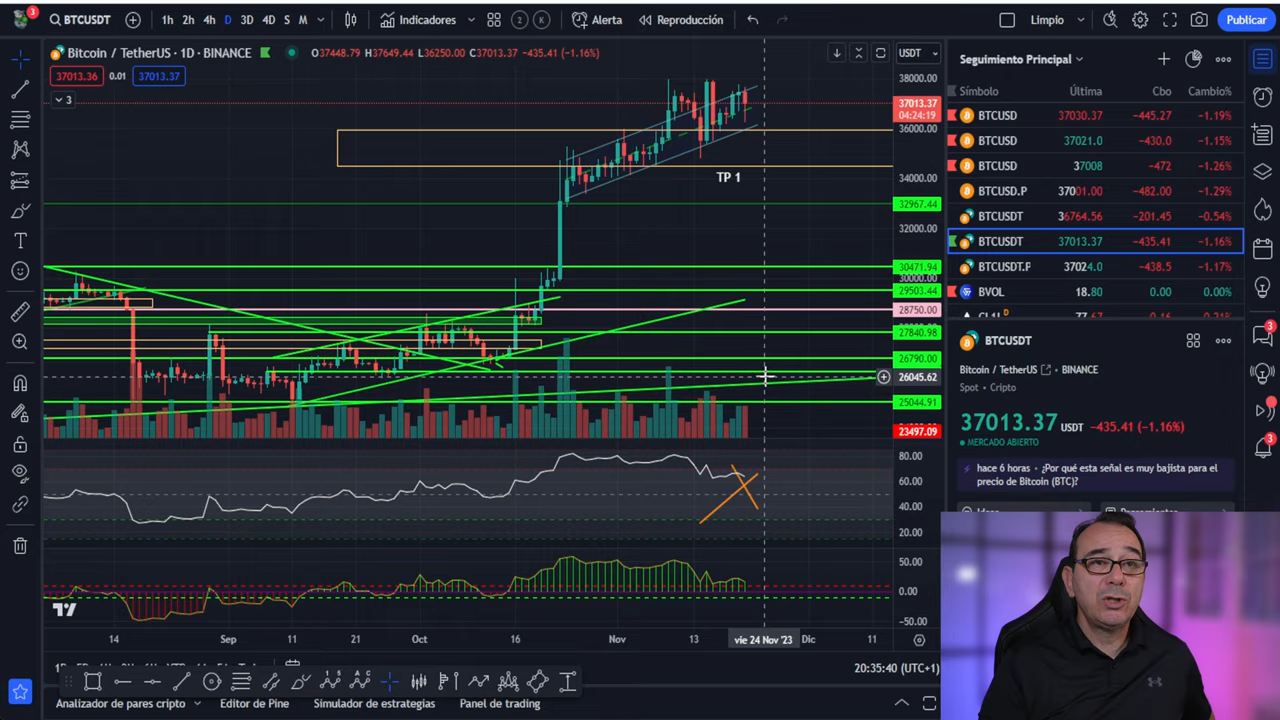 3
BTCUSDT
1h 2h 4h D 3D 4D S M
Indicadores
2
K
Alerta
Reproducción
Limpio
Publicar
Bitcoin / TetherUS · 1D · BINANCE O37448.79 H37649.44 L36250.00 C37013.37 −435.41 (−1.16%)
37013.36 0.01 37013.37
3
USDT
38000.00
37013.37
04:24:19
36000.00
34000.00
32967.44
32000.00
30471.94
30000.00
29503.44
28750.00
27840.98
26790.00
26045.62
25044.91
23497.09
TP 1
80.00
60.00
40.00
20.00
50.00
0.00
−50.00
14 Sep 11 21 Oct 16 Nov 13 vie 24 Nov '23 Dic 11
20:35:40 (UTC+1)
Analizador de pares cripto
Editor de Pine
Simulador de estrategias
Panel de trading
Seguimiento Principal
Símbolo Última Cbo Cambio%
BTCUSD 37030.37 −445.27 −1.19%
BTCUSD 37021.0 −430.0 −1.15%
BTCUSD 37008 −472 −1.26%
BTCUSD.P 37001.00 −482.00 −1.29%
BTCUSDT 36764.56 −201.45 −0.54%
BTCUSDT 37013.37 −435.41 −1.16%
BTCUSDT.P 37024.0 −438.5 −1.17%
BVOL 18.80 0.00 0.00%
BTCUSDT
Bitcoin / TetherUS BINANCE
Spot · Cripto
37013.37 USDT −435.41 (−1.16%)
MERCADO ABIERTO
hace 6 horas · ¿Por qué esta señal es muy bajista para el
precio de Bitcoin (BTC)?
3
3